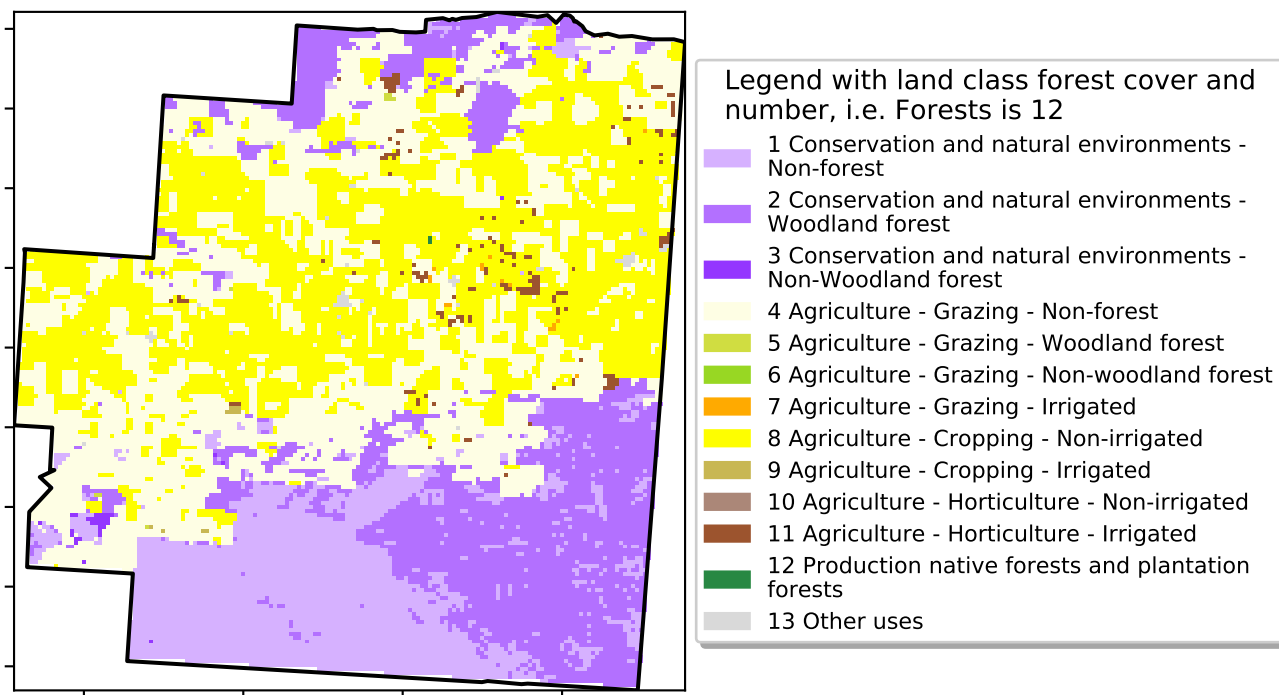 Legend with land class forest cover and
number, i.e. Forests is 12
1 Conservation and natural environments -
Non-forest
2 Conservation and natural environments -
Woodland forest
3 Conservation and natural environments -
Non-Woodland forest
4 Agriculture - Grazing - Non-forest
5 Agriculture - Grazing - Woodland forest
6 Agriculture - Grazing - Non-woodland forest
7 Agriculture - Grazing - Irrigated
8 Agriculture - Cropping - Non-irrigated
9 Agriculture - Cropping - Irrigated
10 Agriculture - Horticulture - Non-irrigated
11 Agriculture - Horticulture - Irrigated
12 Production native forests and plantation
forests
13 Other uses